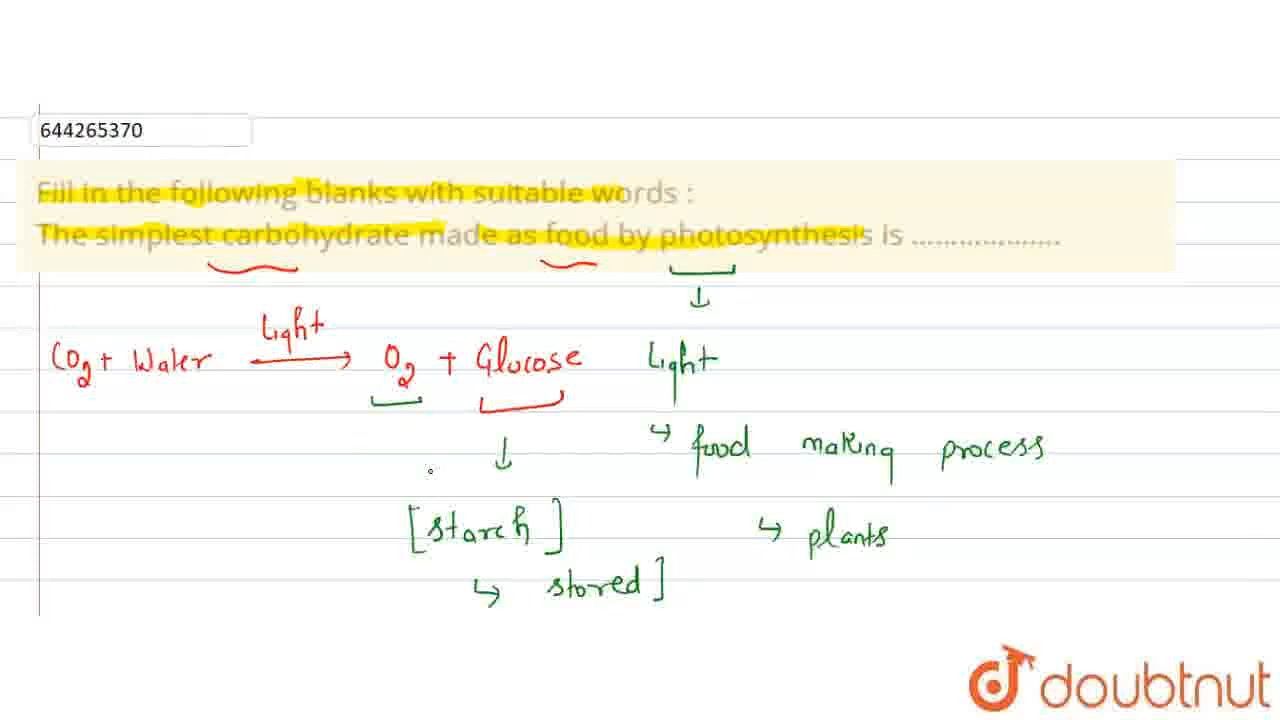 644265370
Fill in the following blanks with suitable words :
The simplest carbohydrate made as food by photosynthesis is ....................
Light
CO2 + Water → O2 + Glucose
↓
[starch]
↳ stored]
↓
Light
↳ food making process
↳ plants
doubtnut